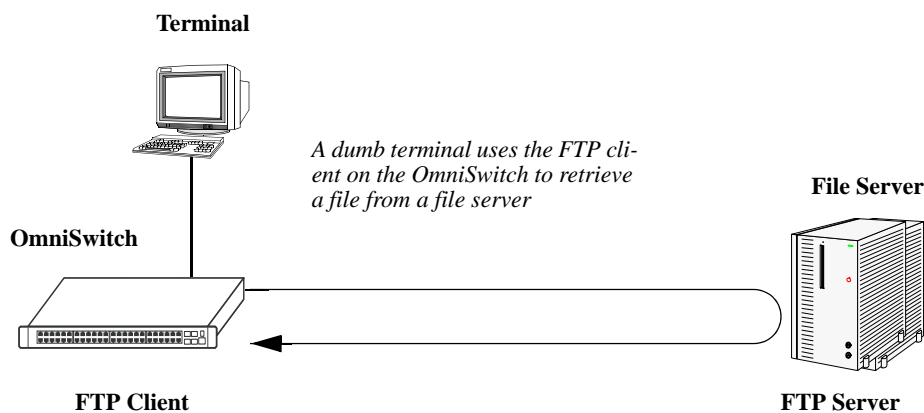 Terminal
A dumb terminal uses the FTP cli-
ent on the OmniSwitch to retrieve
a file from a file server
File Server
OmniSwitch
FTP Client
FTP Server